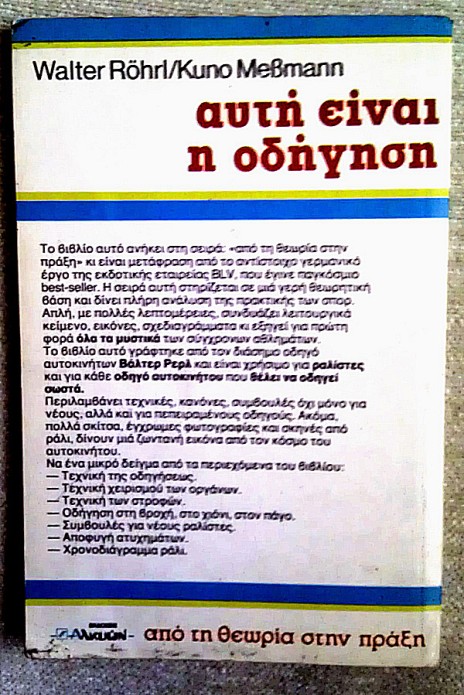 Walter Röhrl/Kuno Meßmann
αυτή είναι
η οδήγηση
Το βιβλίο αυτό ανήκει στη σειρά: «από τη θεωρία στην
πράξη» κι είναι μετάφραση από το αντίστοιχο γερμανικό
έργο της εκδοτικής εταιρείας BLV, που έγινε παγκόσμιο
best-seller. Η σειρά αυτή στηρίζεται σε μιά γερή θεωρητική
βάση και δίνει πλήρη ανάλυση της πρακτικής των σπορ.
Απλή, με πολλές λεπτομέρειες, συνδυάζει λειτουργικά
κείμενο, εικόνες, σχεδιαγράμματα κι εξηγεί για πρώτη
φορά όλα τα μυστικά των σύγχρονων αθλημάτων.
Το βιβλίο αυτό γράφτηκε από τον διάσημο οδηγό
αυτοκινήτων Βάλτερ Ρερλ και είναι χρήσιμο για ραλίστες
και για κάθε οδηγό αυτοκινήτου που θέλει να οδηγεί
σωστά.
Περιλαμβάνει τεχνικές, κανόνες, συμβουλές όχι μόνο για
νέους, αλλά και για πεπειραμένους οδηγούς. Ακόμα,
πολλά σκίτσα, έγχρωμες φωτογραφίες και σκηνές από
ράλι, δίνουν μιά ζωντανή εικόνα από τον κόσμο του
αυτοκινήτου.
Να ένα μικρό δείγμα από τα περιεχόμενα του βιβλίου:
— Τεχνική της οδηγήσεως.
— Τέχνική χειρισμού των οργάνων.
— Τεχνική των στροφών.
— Οδήγηση στη βροχή, στο χιόνι, στον πάγο.
— Συμβουλές για νέους ραλίστες.
— Αποφυγή ατυχημάτων.
— Χρονοδιάγραμμα ράλι.
εκδοσεις
Αλκυών
από τη θεωρία στην πράξη